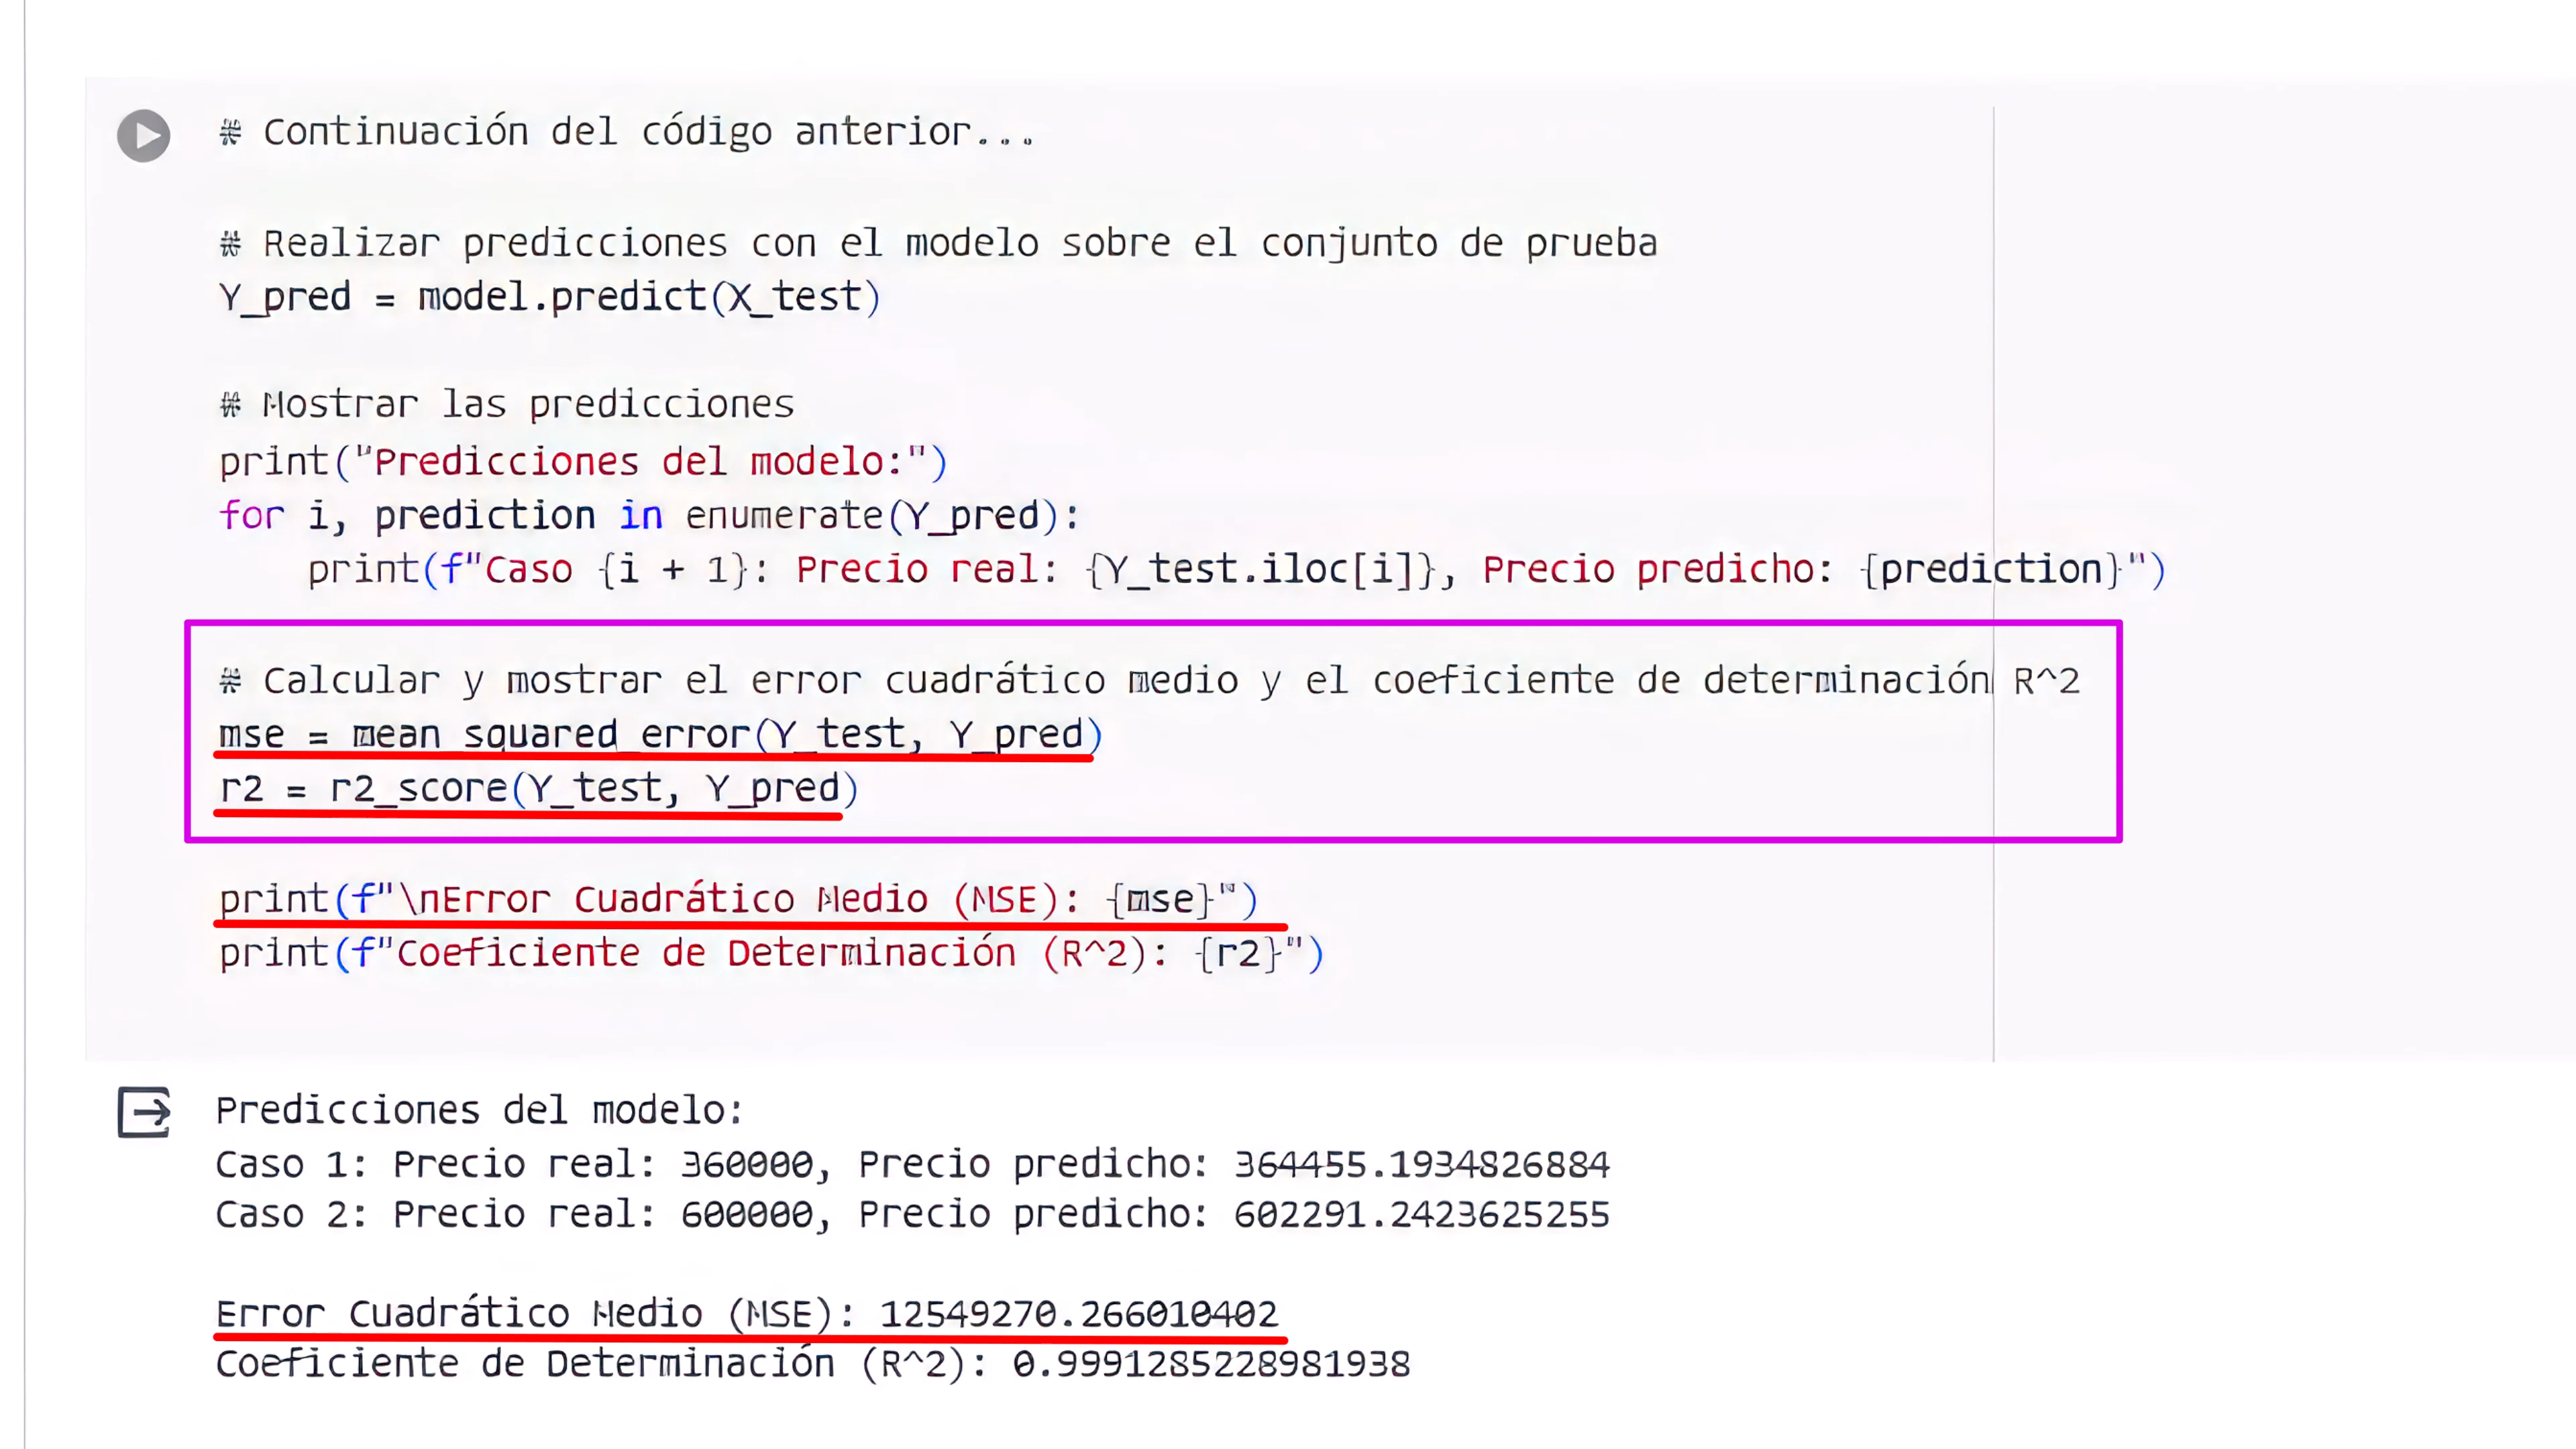 # Continuación del código anterior...
# Realizar predicciones con el modelo sobre el conjunto de prueba
Y_pred = model.predict(X_test)
# Mostrar las predicciones
print("Predicciones del modelo:")
for i, prediction in enumerate(Y_pred):
print(f"Caso {i + 1}: Precio real: {Y_test.iloc[i]}, Precio predicho: {prediction}")
# Calcular y mostrar el error cuadrático medio y el coeficiente de determinación R^2
mse = mean_squared_error(Y_test, Y_pred)
r2 = r2_score(Y_test, Y_pred)
print(f"\nError Cuadrático Medio (MSE): {mse}")
print(f"Coeficiente de Determinación (R^2): {r2}")
Predicciones del modelo:
Caso 1: Precio real: 360000, Precio predicho: 364455.1934826884
Caso 2: Precio real: 600000, Precio predicho: 602291.2423625255
Error Cuadrático Medio (MSE): 12549270.266010402
Coeficiente de Determinación (R^2): 0.9991285228981938